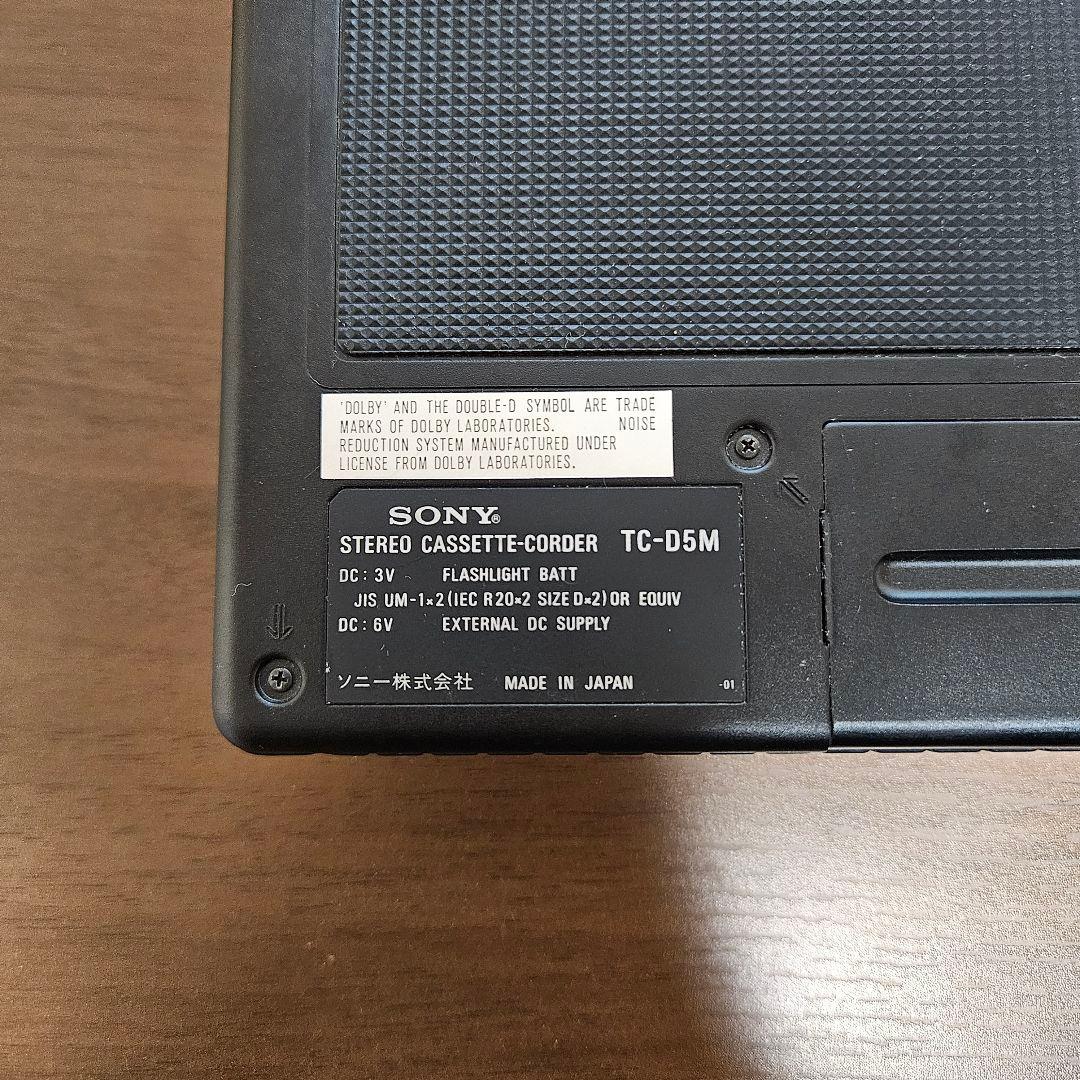 'DOLBY' AND THE DOUBLE-D SYMBOL ARE TRADE
MARKS OF DOLBY LABORATORIES. NOISE
REDUCTION SYSTEM MANUFACTURED UNDER
LICENSE FROM DOLBY LABORATORIES.
SONY®
STEREO CASSETTE-CORDER TC-D5M
DC: 3V FLASHLIGHT BATT
JIS UM-1×2 (IEC R20×2 SIZE D×2) OR EQUIV
DC: 6V EXTERNAL DC SUPPLY
ソニー株式会社 MADE IN JAPAN -01